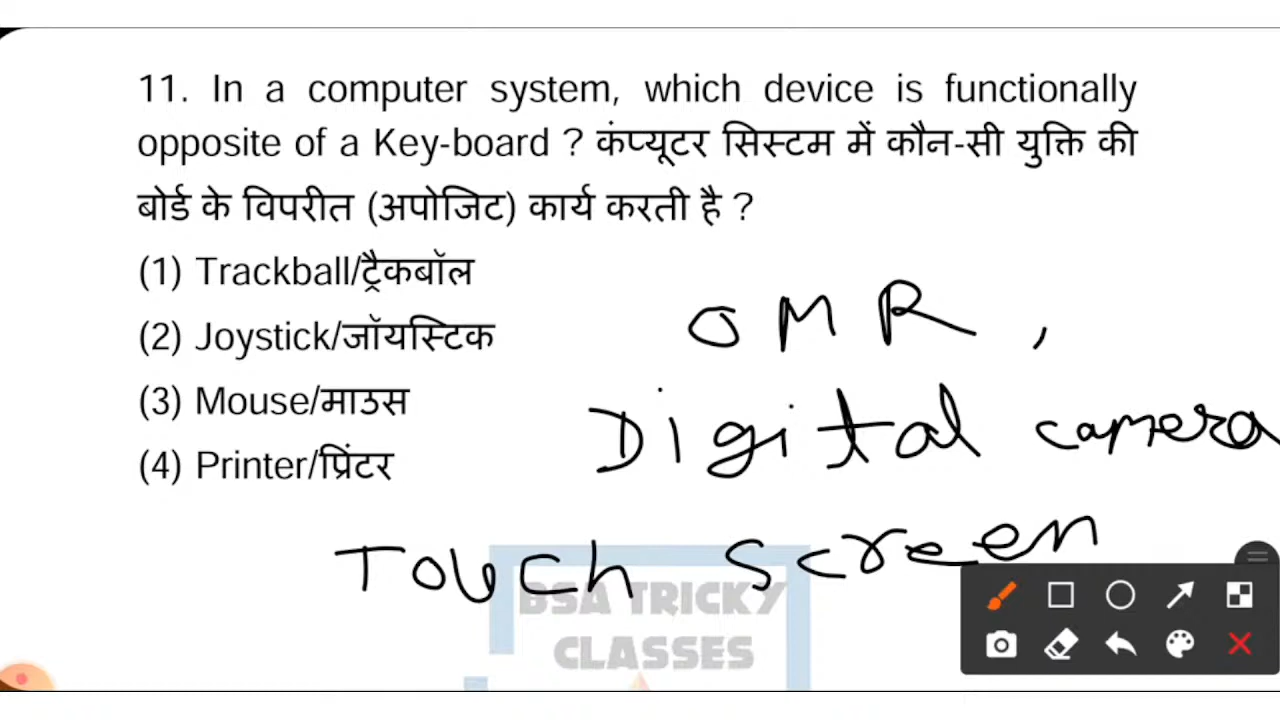 11. In a computer system, which device is functionally
opposite of a Key-board ? कंप्यूटर सिस्टम में कौन-सी युक्ति की
बोर्ड के विपरीत (अपोजिट) कार्य करती है ?
(1) Trackball/ट्रैकबॉल
(2) Joystick/जॉयस्टिक
(3) Mouse/माउस
(4) Printer/प्रिंटर
OMR,
Digital camera
Touch Screen
BSA TRICKY
CLASSES